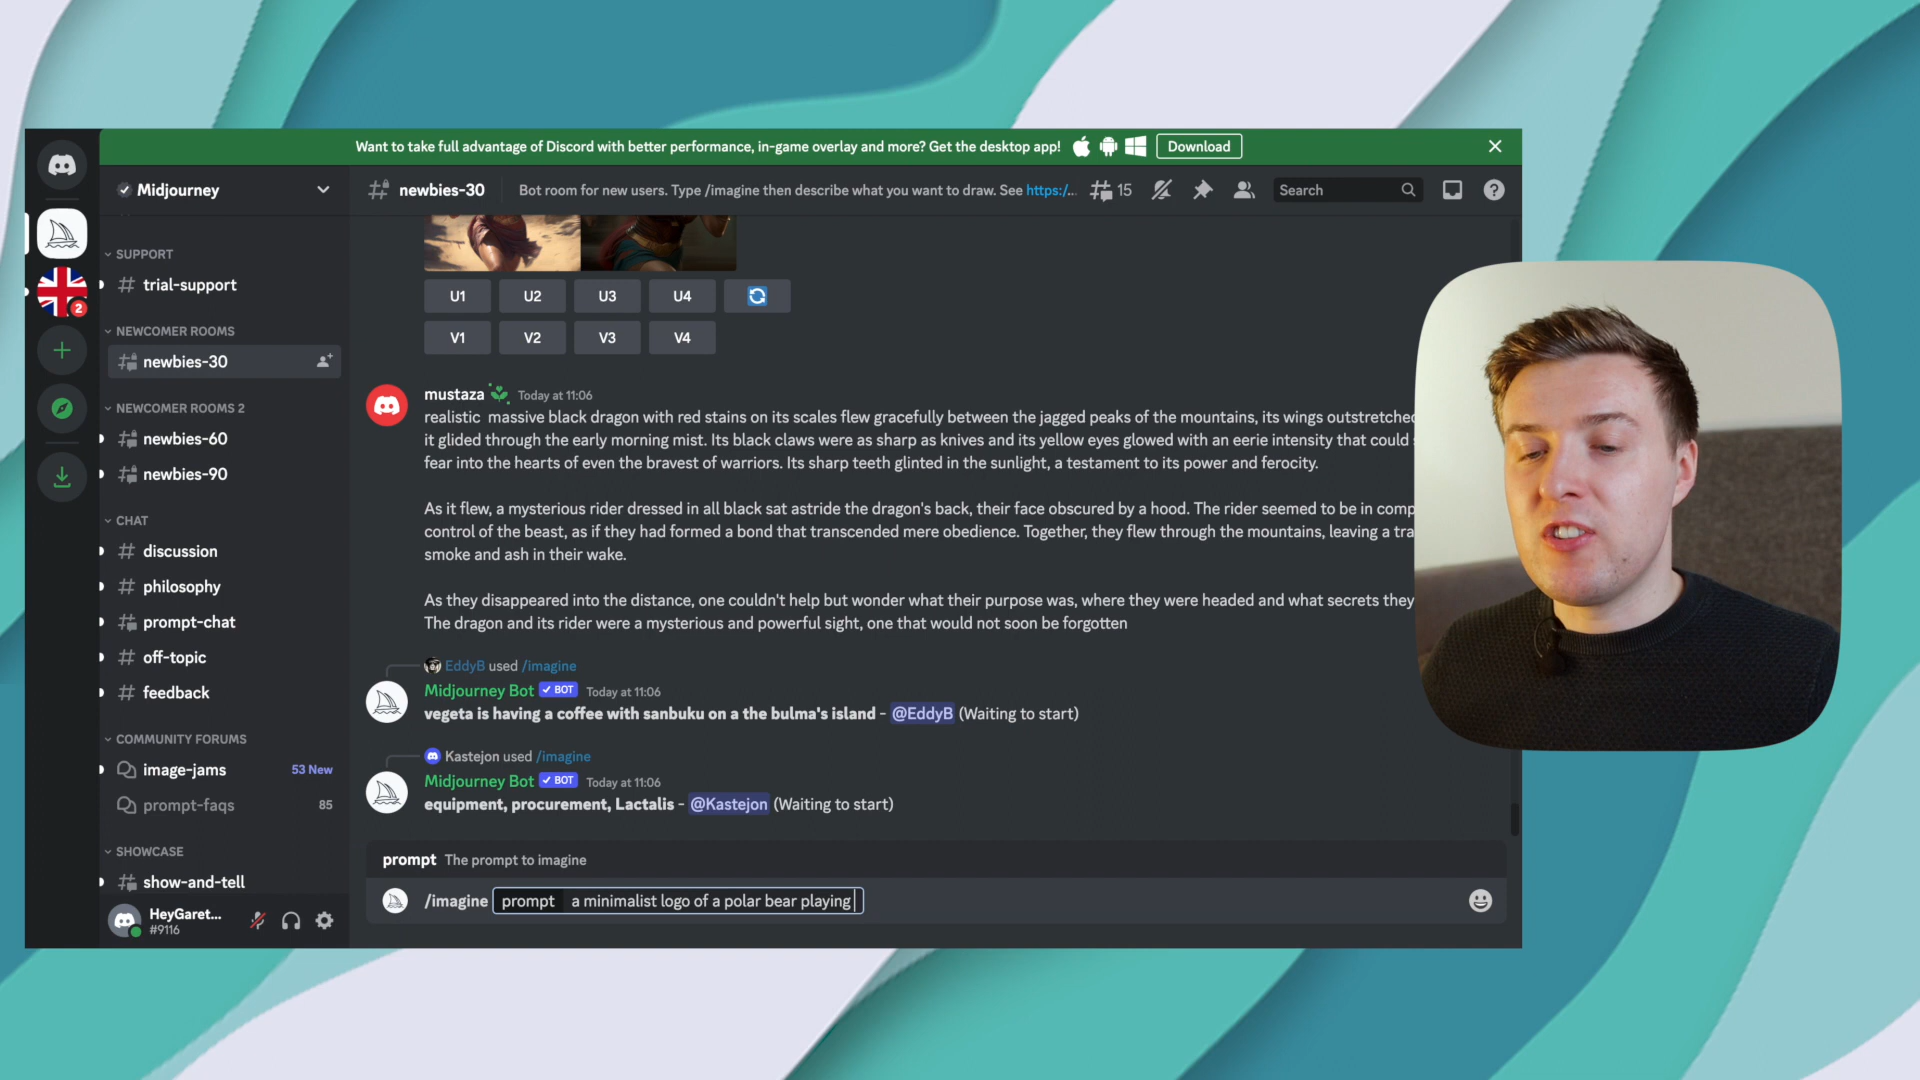 Want to take full advantage of Discord with better performance, in-game overlay and more? Get the desktop app!
Download
Midjourney
newbies-30
Bot room for new users. Type /imagine then describe what you want to draw. See https:/...
15
Search
SUPPORT
trial-support
2
NEWCOMER ROOMS
newbies-30
NEWCOMER ROOMS 2
newbies-60
newbies-90
CHAT
discussion
philosophy
prompt-chat
off-topic
feedback
COMMUNITY FORUMS
image-jams 53 New
prompt-faqs 85
SHOWCASE
show-and-tell
HeyGaret...
#9116
U1 U2 U3 U4
V1 V2 V3 V4
mustaza Today at 11:06
realistic massive black dragon with red stains on its scales flew gracefully between the jagged peaks of the mountains, its wings outstretched
it glided through the early morning mist. Its black claws were as sharp as knives and its yellow eyes glowed with an eerie intensity that could
fear into the hearts of even the bravest of warriors. Its sharp teeth glinted in the sunlight, a testament to its power and ferocity.
As it flew, a mysterious rider dressed in all black sat astride the dragon's back, their face obscured by a hood. The rider seemed to be in comp
control of the beast, as if they had formed a bond that transcended mere obedience. Together, they flew through the mountains, leaving a tra
smoke and ash in their wake.
As they disappeared into the distance, one couldn't help but wonder what their purpose was, where they were headed and what secrets they
The dragon and its rider were a mysterious and powerful sight, one that would not soon be forgotten
EddyB used /imagine
Midjourney Bot BOT Today at 11:06
vegeta is having a coffee with sanbuku on a the bulma's island - @EddyB (Waiting to start)
Kastejon used /imagine
Midjourney Bot BOT Today at 11:06
equipment, procurement, Lactalis - @Kastejon (Waiting to start)
prompt The prompt to imagine
/imagine prompt a minimalist logo of a polar bear playing